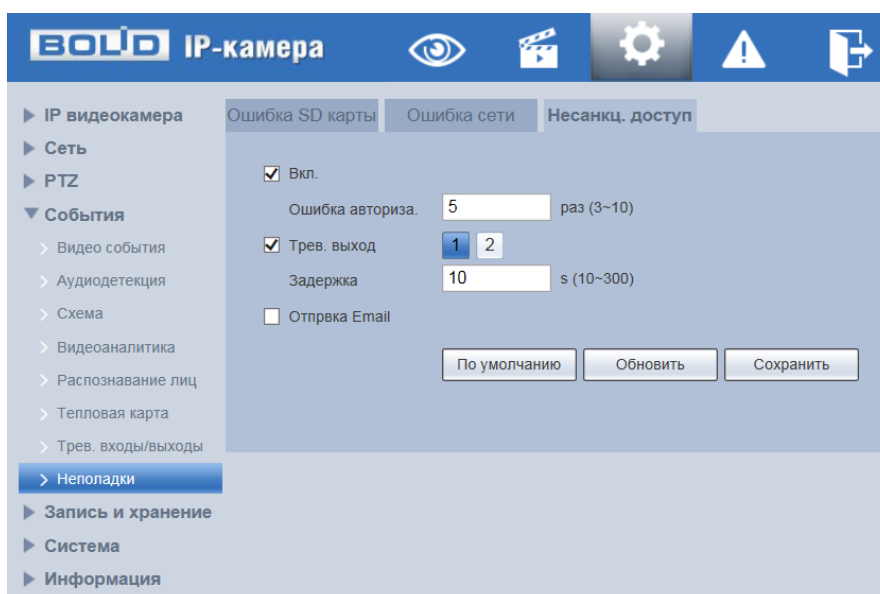 BOLID IP-камера
IP видеокамера
Сеть
PTZ
События
Видео события
Аудиодетекция
Схема
Видеоаналитика
Распознавание лиц
Тепловая карта
Трев. входы/выходы
Неполадки
Запись и хранение
Система
Информация
Ошибка SD карты Ошибка сети Несанкц. доступ
Вкл.
Ошибка авториза. 5 раз (3~10)
Трев. выход 1 2
Задержка 10 s (10~300)
Отпрвка Email
По умолчанию Обновить Сохранить